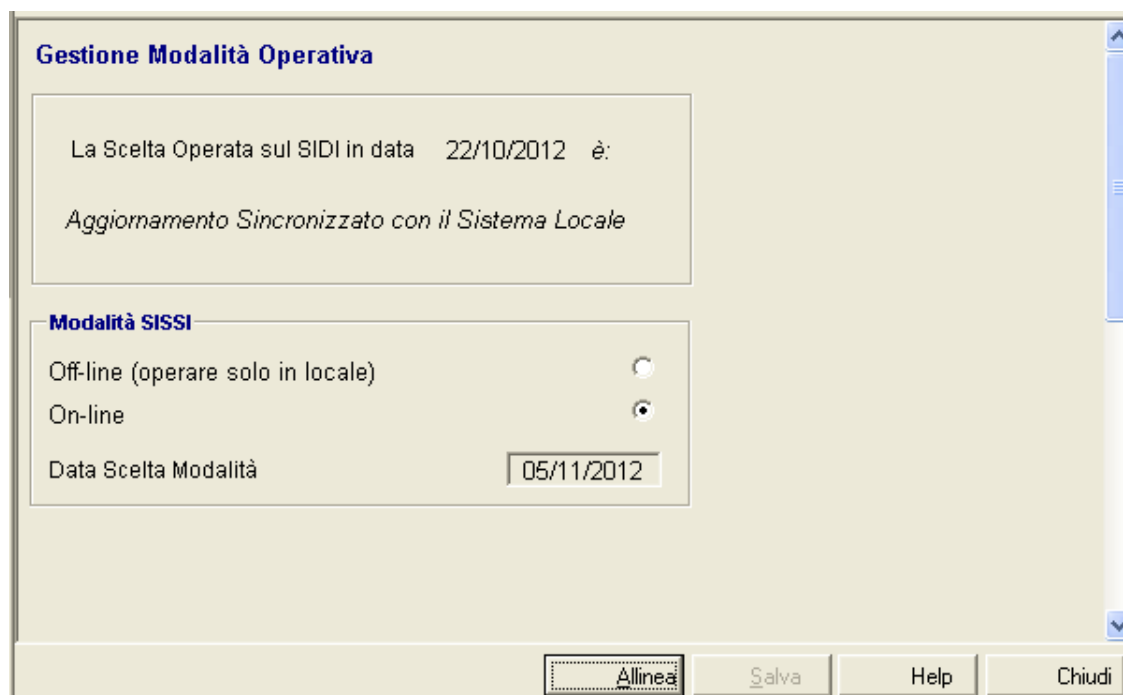 Gestione Modalità Operativa
La Scelta Operata sul SIDI in data 22/10/2012 è:
Aggiornamento Sincronizzato con il Sistema Locale
Modalità SISSI
Off-line (operare solo in locale)
On-line
Data Scelta Modalità 05/11/2012
Allinea Salva Help Chiudi